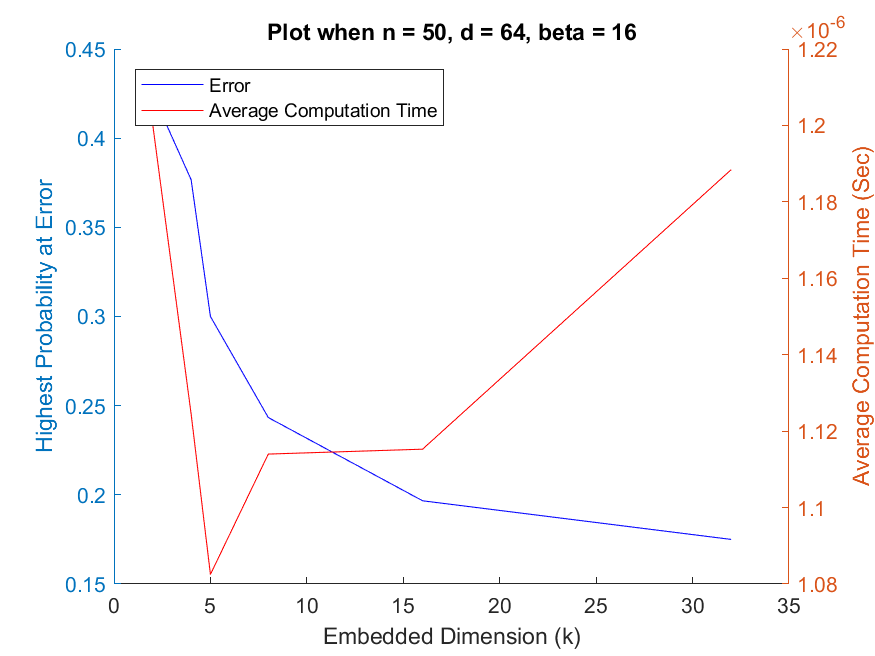 Plot when n = 50, d = 64, beta = 16
×10-6
Error
Average Computation Time
Highest Probability at Error
0.45
0.4
0.35
0.3
0.25
0.2
0.15
1.22
1.2
1.18
1.16
1.14
1.12
1.1
1.08
Average Computation Time (Sec)
0 5 10 15 20 25 30 35
Embedded Dimension (k)